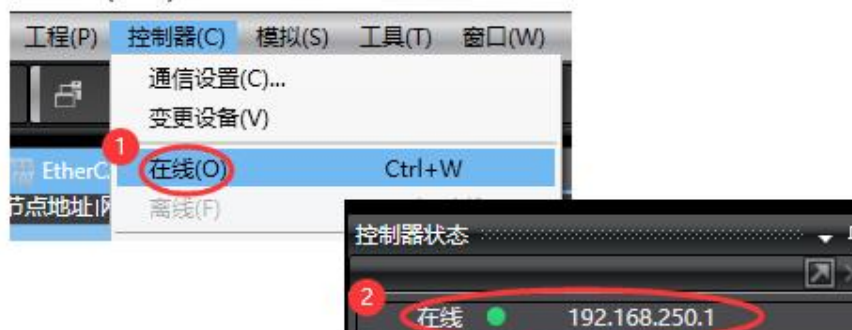 工程(P) 控制器(C) 模拟(S) 工具(T) 窗口(W)
通信设置(C)...
变更设备(V)
1
EtherC
在线(O) Ctrl+W
节点地址|
离线(F)
控制器状态
2
在线 192.168.250.1